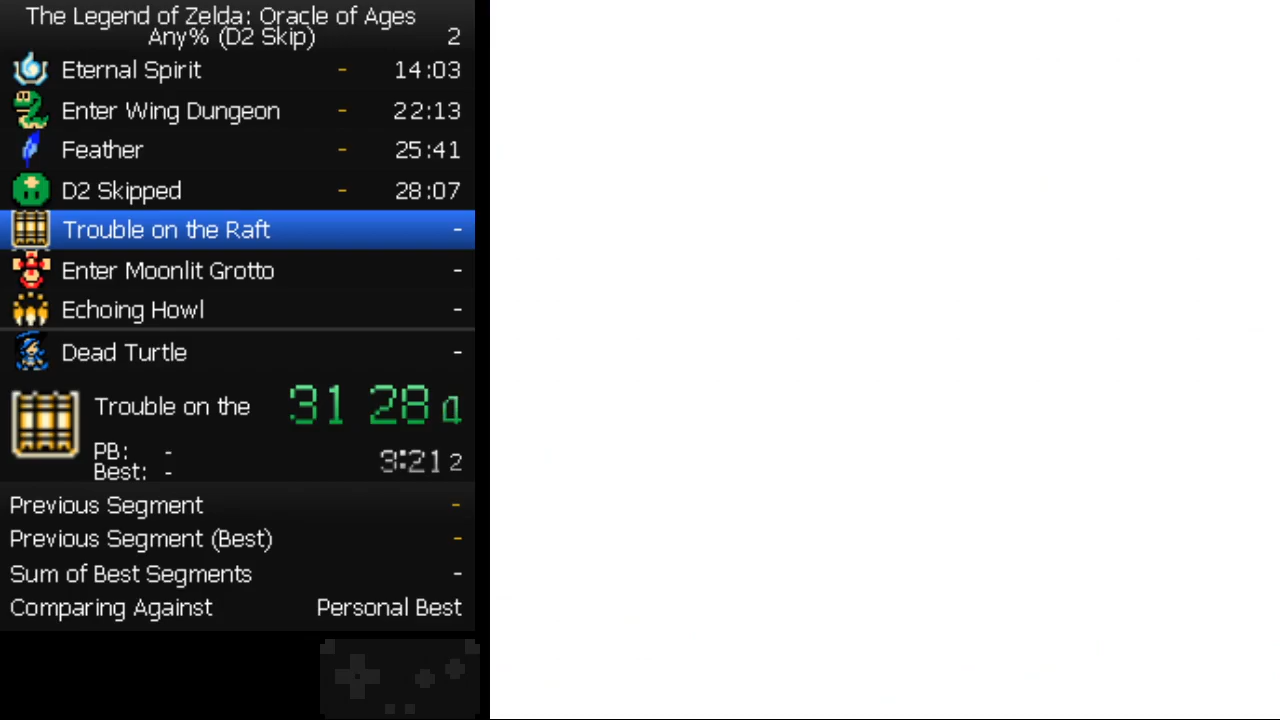 The Legend of Zelda: Oracle of Ages
Any% (D2 Skip) 2
Eternal Spirit - 14:03
Enter Wing Dungeon - 22:13
Feather - 25:41
D2 Skipped - 28:07
Trouble on the Raft -
Enter Moonlit Grotto -
Echoing Howl -
Dead Turtle -
Trouble on the 31 28 4
PB: -
3:21 2
Best: -
Previous Segment -
Previous Segment (Best) -
Sum of Best Segments -
Comparing Against Personal Best